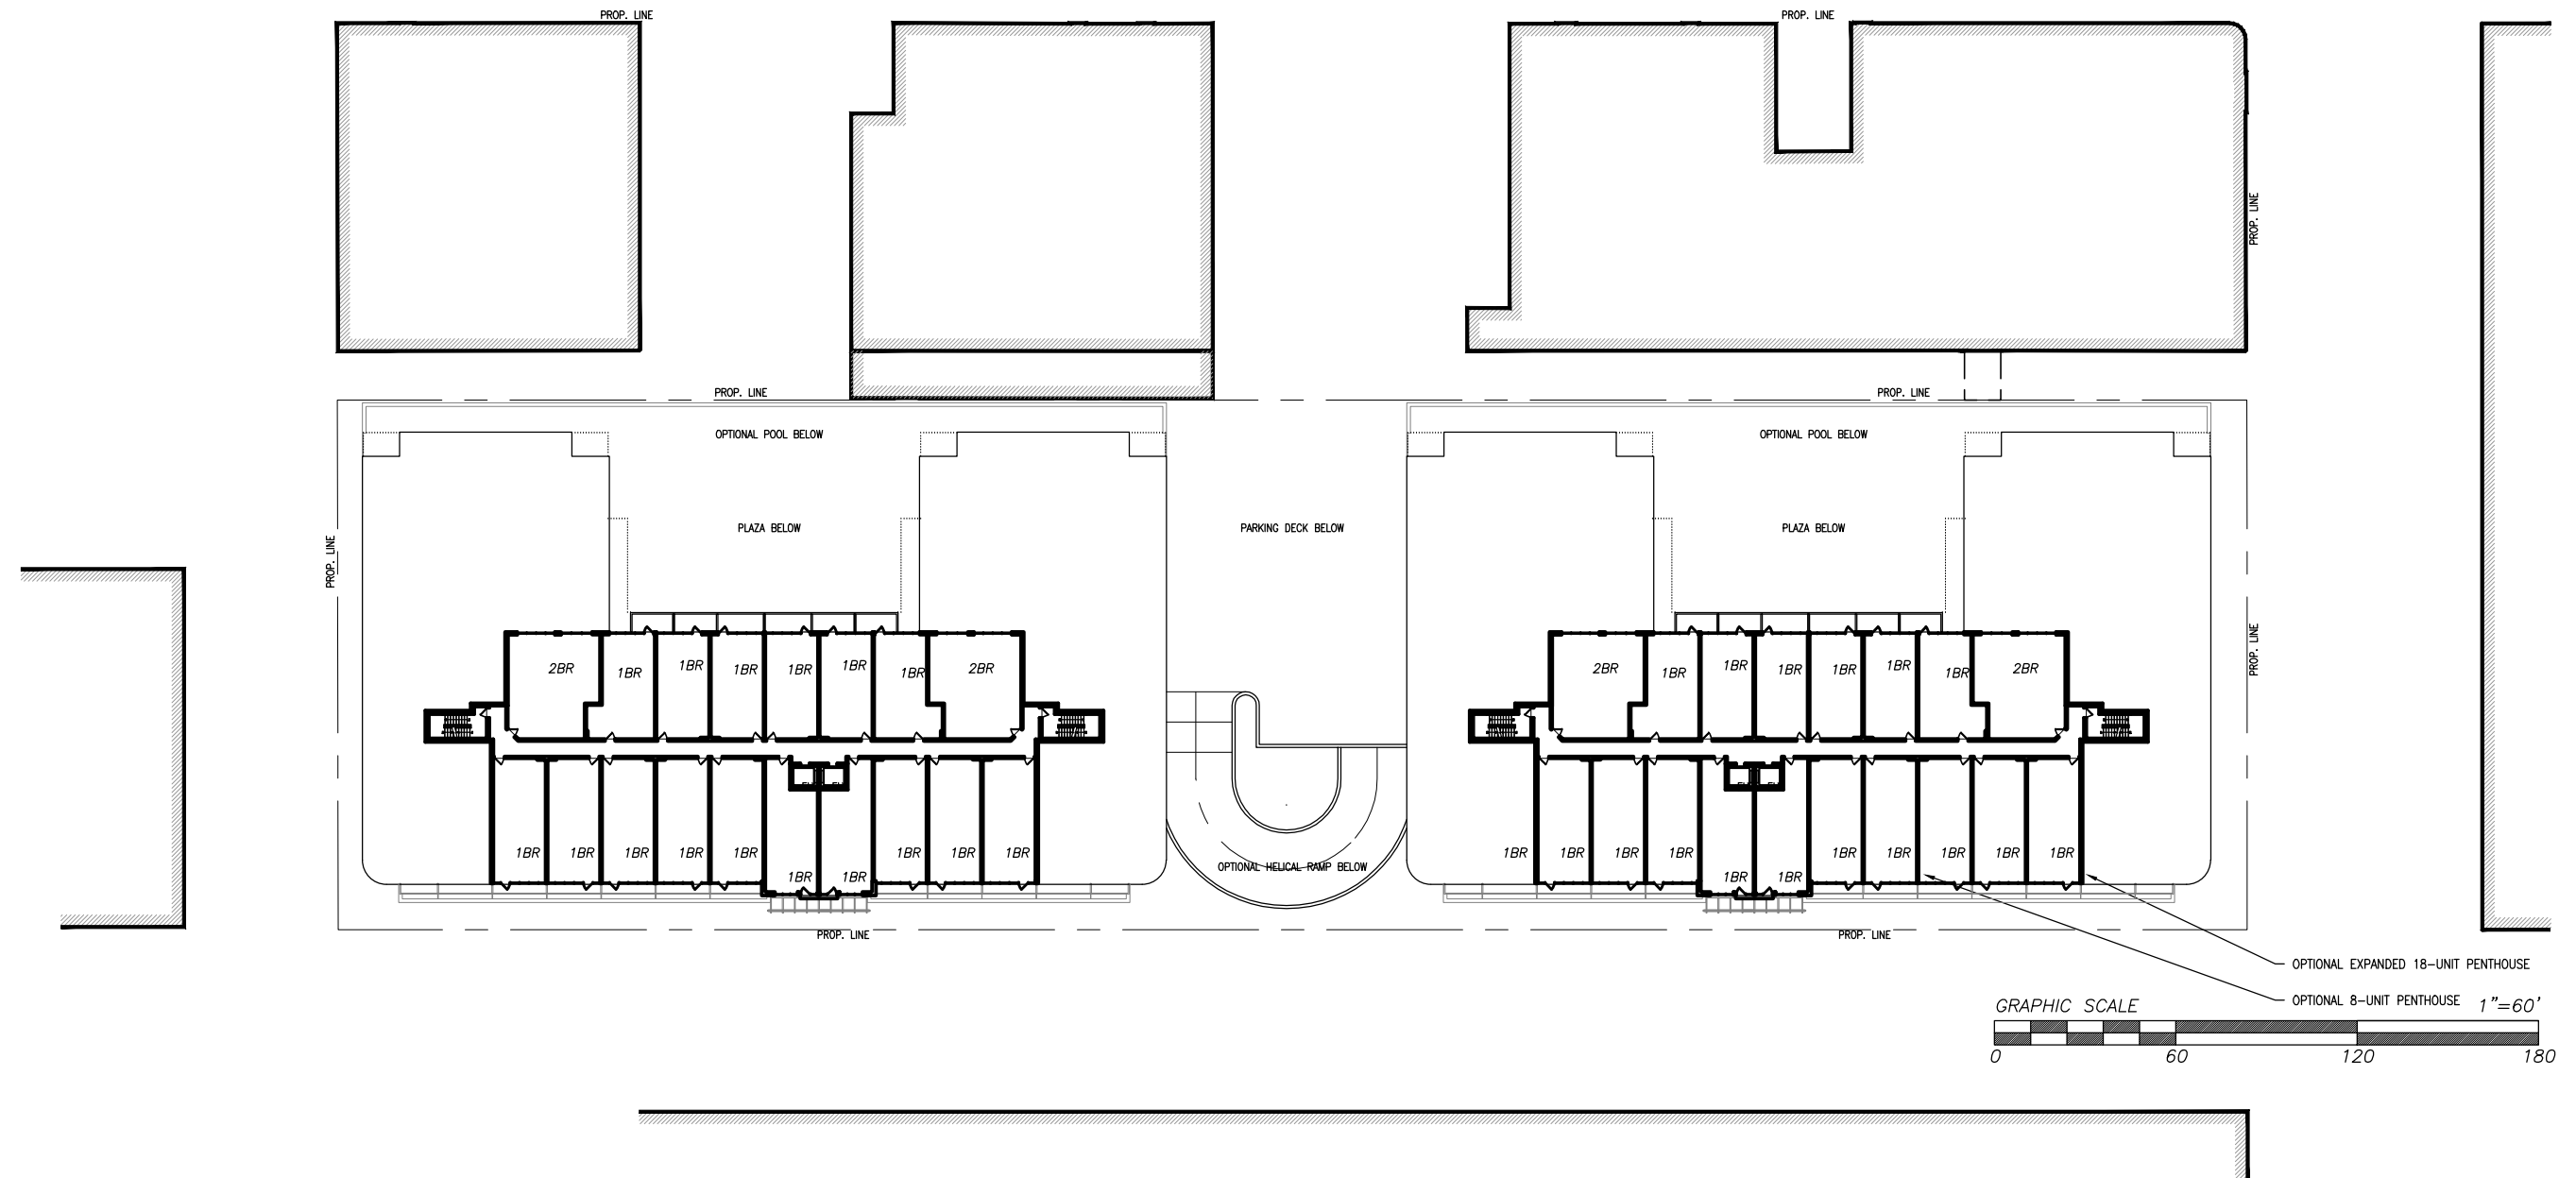 PROP. LINE
PROP. LINE
PROP. LINE
PROP. LINE
PROP. LINE
OPTIONAL POOL BELOW
OPTIONAL POOL BELOW
PLAZA BELOW
PARKING DECK BELOW
PLAZA BELOW
PROP. LINE
PROP. LINE
2BR
1BR
1BR
1BR
1BR
1BR
1BR
2BR
2BR
1BR
1BR
1BR
1BR
1BR
1BR
2BR
1BR
1BR
1BR
1BR
1BR
1BR
1BR
1BR
1BR
1BR
OPTIONAL HELICAL RAMP BELOW
1BR
1BR
1BR
1BR
1BR
1BR
1BR
1BR
1BR
1BR
1BR
PROP. LINE
PROP. LINE
OPTIONAL EXPANDED 18-UNIT PENTHOUSE
OPTIONAL 8-UNIT PENTHOUSE
GRAPHIC SCALE 1"=60'
0 60 120 180